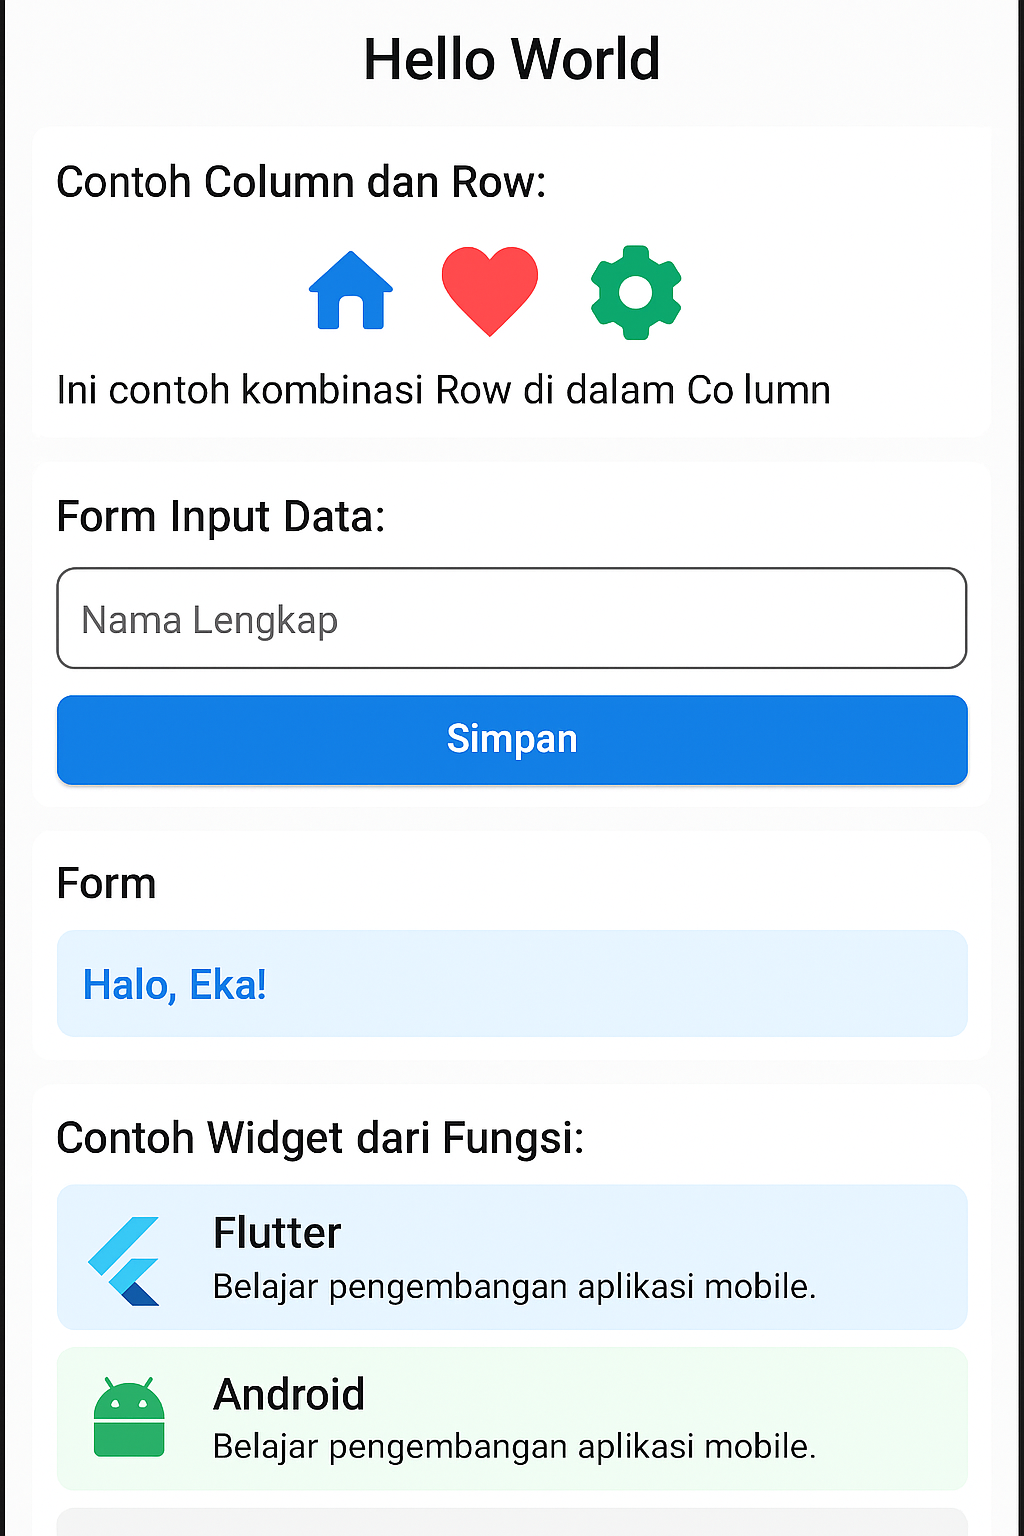 Hello World
Contoh Column dan Row:
Ini contoh kombinasi Row di dalam Co lumn
Form Input Data:
Nama Lengkap
Simpan
Form
Halo, Eka!
Contoh Widget dari Fungsi:
Flutter
Belajar pengembangan aplikasi mobile.
Android
Belajar pengembangan aplikasi mobile.